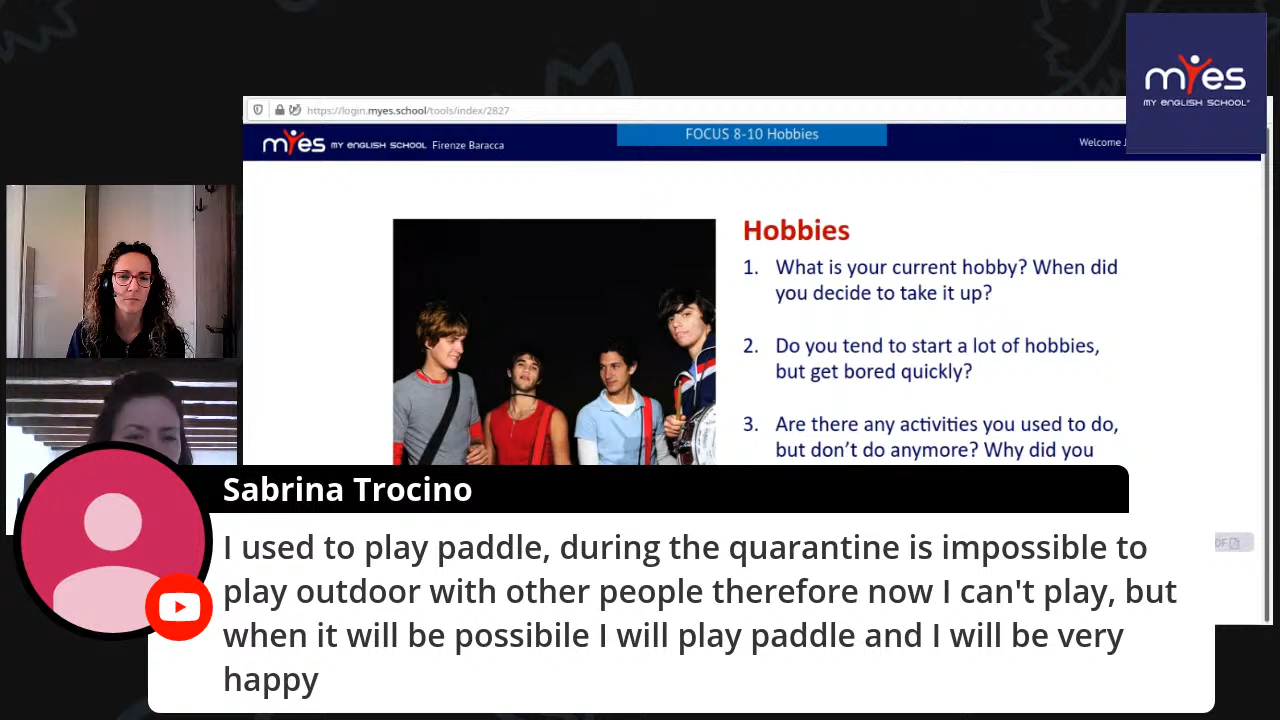 myes
MY ENGLISH SCHOOL
https://login.myes.school/tools/index/2827
myes MY ENGLISH SCHOOL Firenze Baracca
FOCUS 8-10 Hobbies
Welcome J
Hobbies
1. What is your current hobby? When did
you decide to take it up?
2. Do you tend to start a lot of hobbies,
but get bored quickly?
3. Are there any activities you used to do,
but don't do anymore? Why did you
DF
Sabrina Trocino
I used to play paddle, during the quarantine is impossible to
play outdoor with other people therefore now I can't play, but
when it will be possibile I will play paddle and I will be very
happy